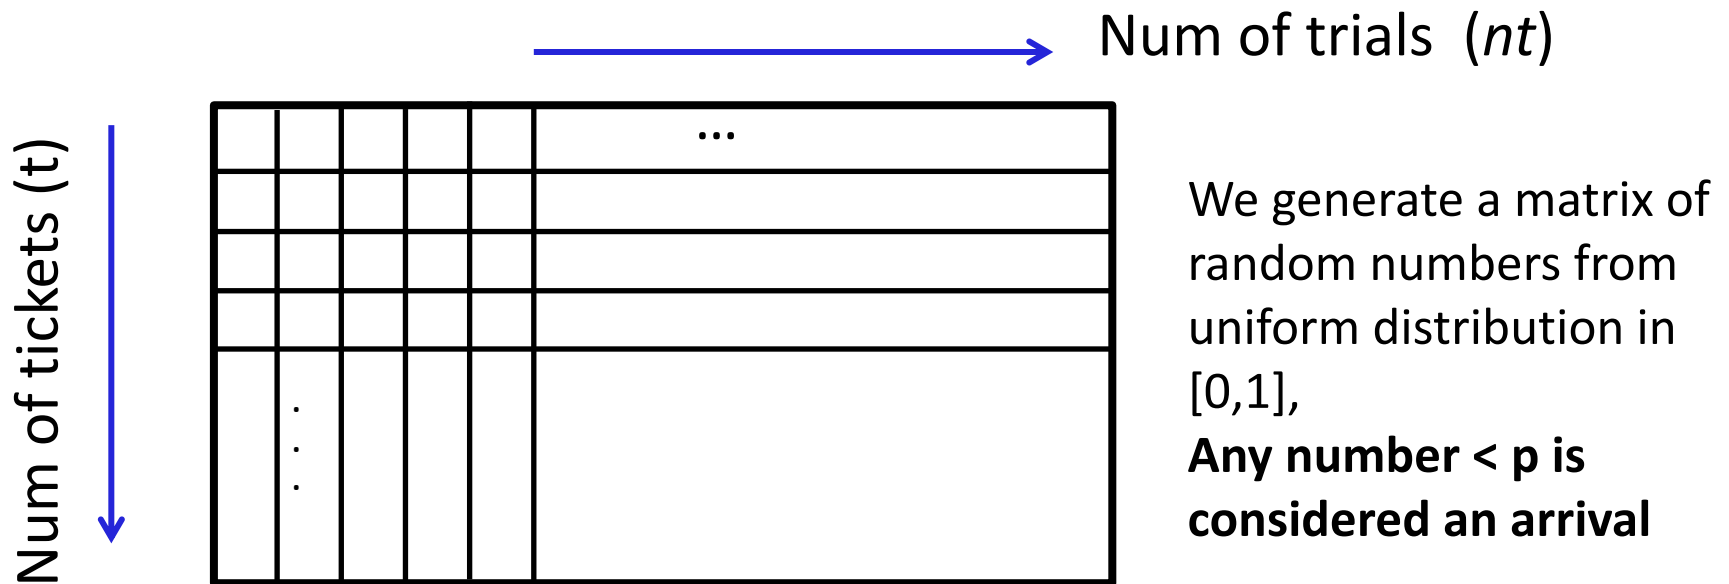 Num of trials (nt)
Num of tickets (t)
...
.
.
.
We generate a matrix of
random numbers from
uniform distribution in
[0,1],
Any number < p is
considered an arrival